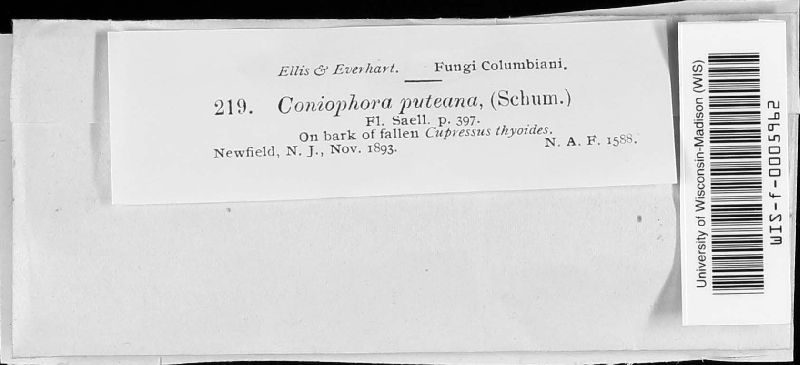 Ellis & Everhart. Fungi Columbiani.
219. Coniophora puteana, (Schum.)
Fl. Saell. p. 397.
On bark of fallen Cupressus thyoides.
Newfield, N. J., Nov. 1893. N. A. F. 1588.
University of Wisconsin-Madison (WIS)
WIS-f-0005962